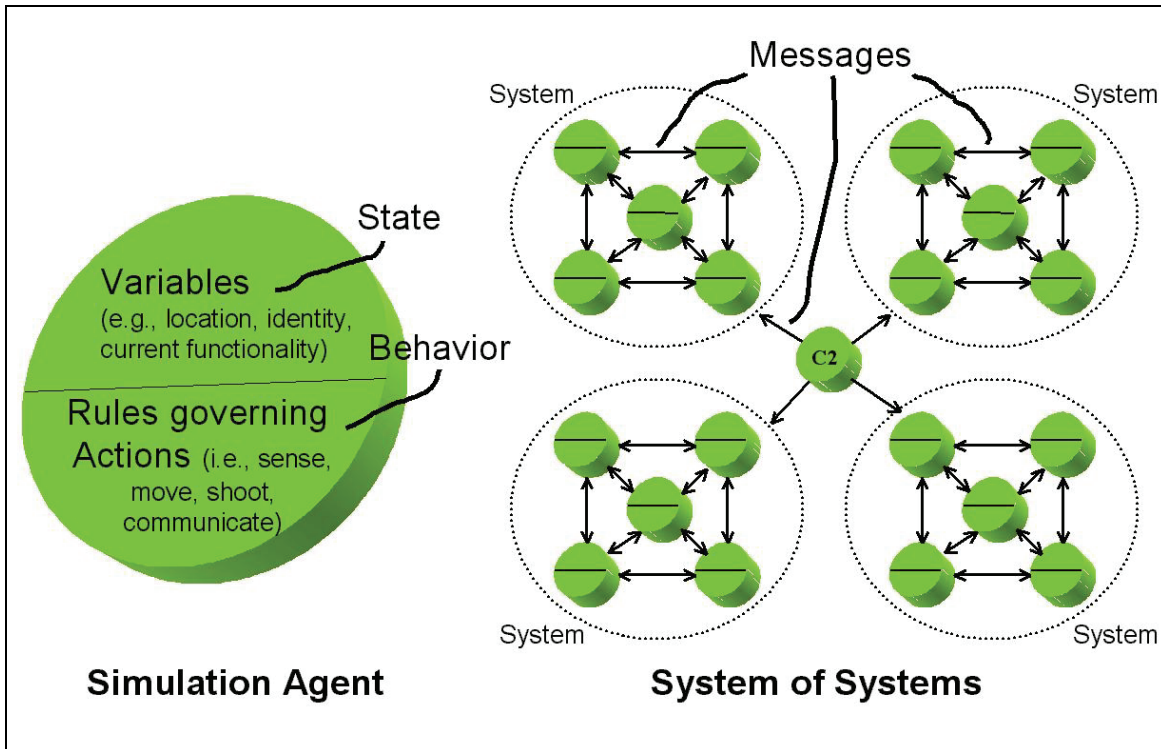 State
Variables
(e.g., location, identity,
current functionality)
Behavior
Rules governing
Actions (i.e., sense,
move, shoot,
communicate)
Simulation Agent
Messages
System
System
C2
System
System
System of Systems